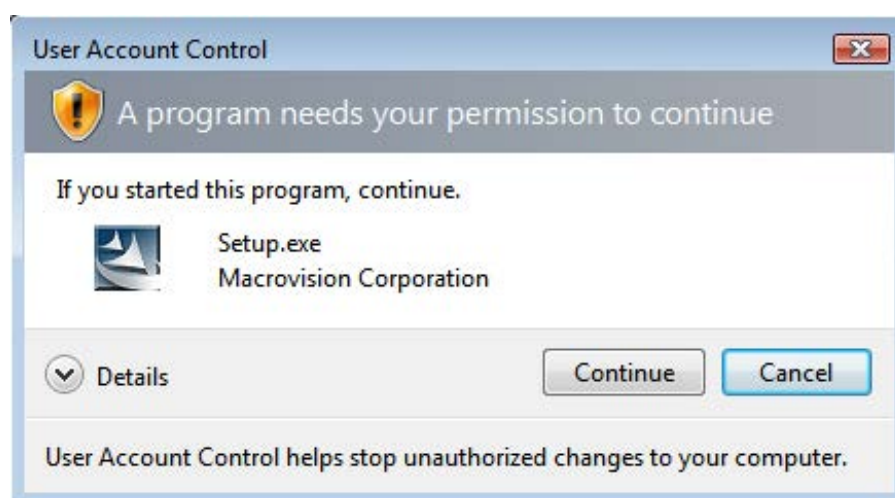 User Account Control
A program needs your permission to continue
If you started this program, continue.
Setup.exe
Macrovision Corporation
Details
Continue
Cancel
User Account Control helps stop unauthorized changes to your computer.